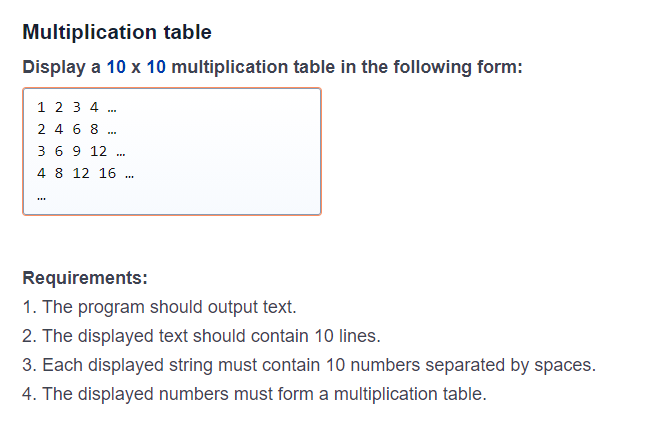 Multiplication table
Display a 10 x 10 multiplication table in the following form:
1 2 3 4 …
2 4 6 8 …
3 6 9 12 …
4 8 12 16 …
…
Requirements:
1. The program should output text.
2. The displayed text should contain 10 lines.
3. Each displayed string must contain 10 numbers separated by spaces.
4. The displayed numbers must form a multiplication table.